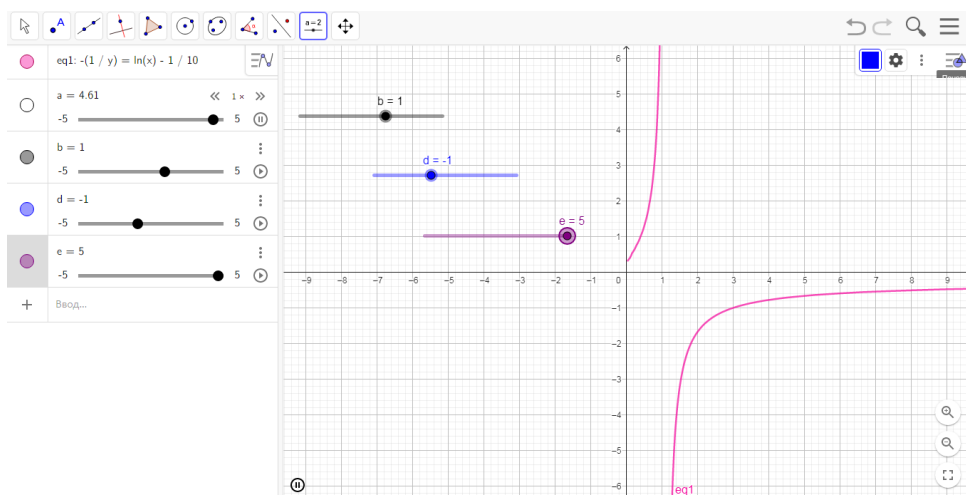 A
a=2
eq1: -(1 / y) = ln(x) - 1 / 10
a = 4.61
1 ×
-5
5
b = 1
-5
5
d = -1
-5
5
e = 5
-5
5
Ввод...
b = 1
d = -1
e = 5
6
5
4
3
2
1
-9 -8 -7 -6 -5 -4 -3 -2 -1 0 1 2 3 4 5 6 7 8 9
-1
-2
-3
-4
-5
-6
eq1